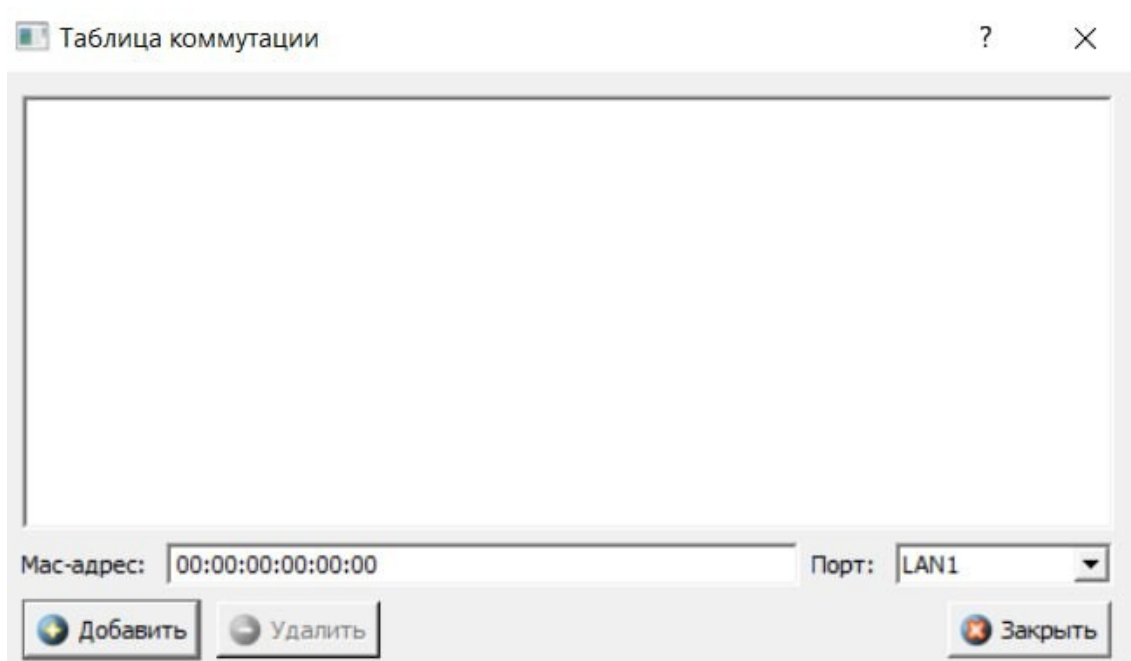 Таблица коммутации ?
Мас-адрес: 00:00:00:00:00:00 Порт: LAN1
Добавить Удалить Закрыть